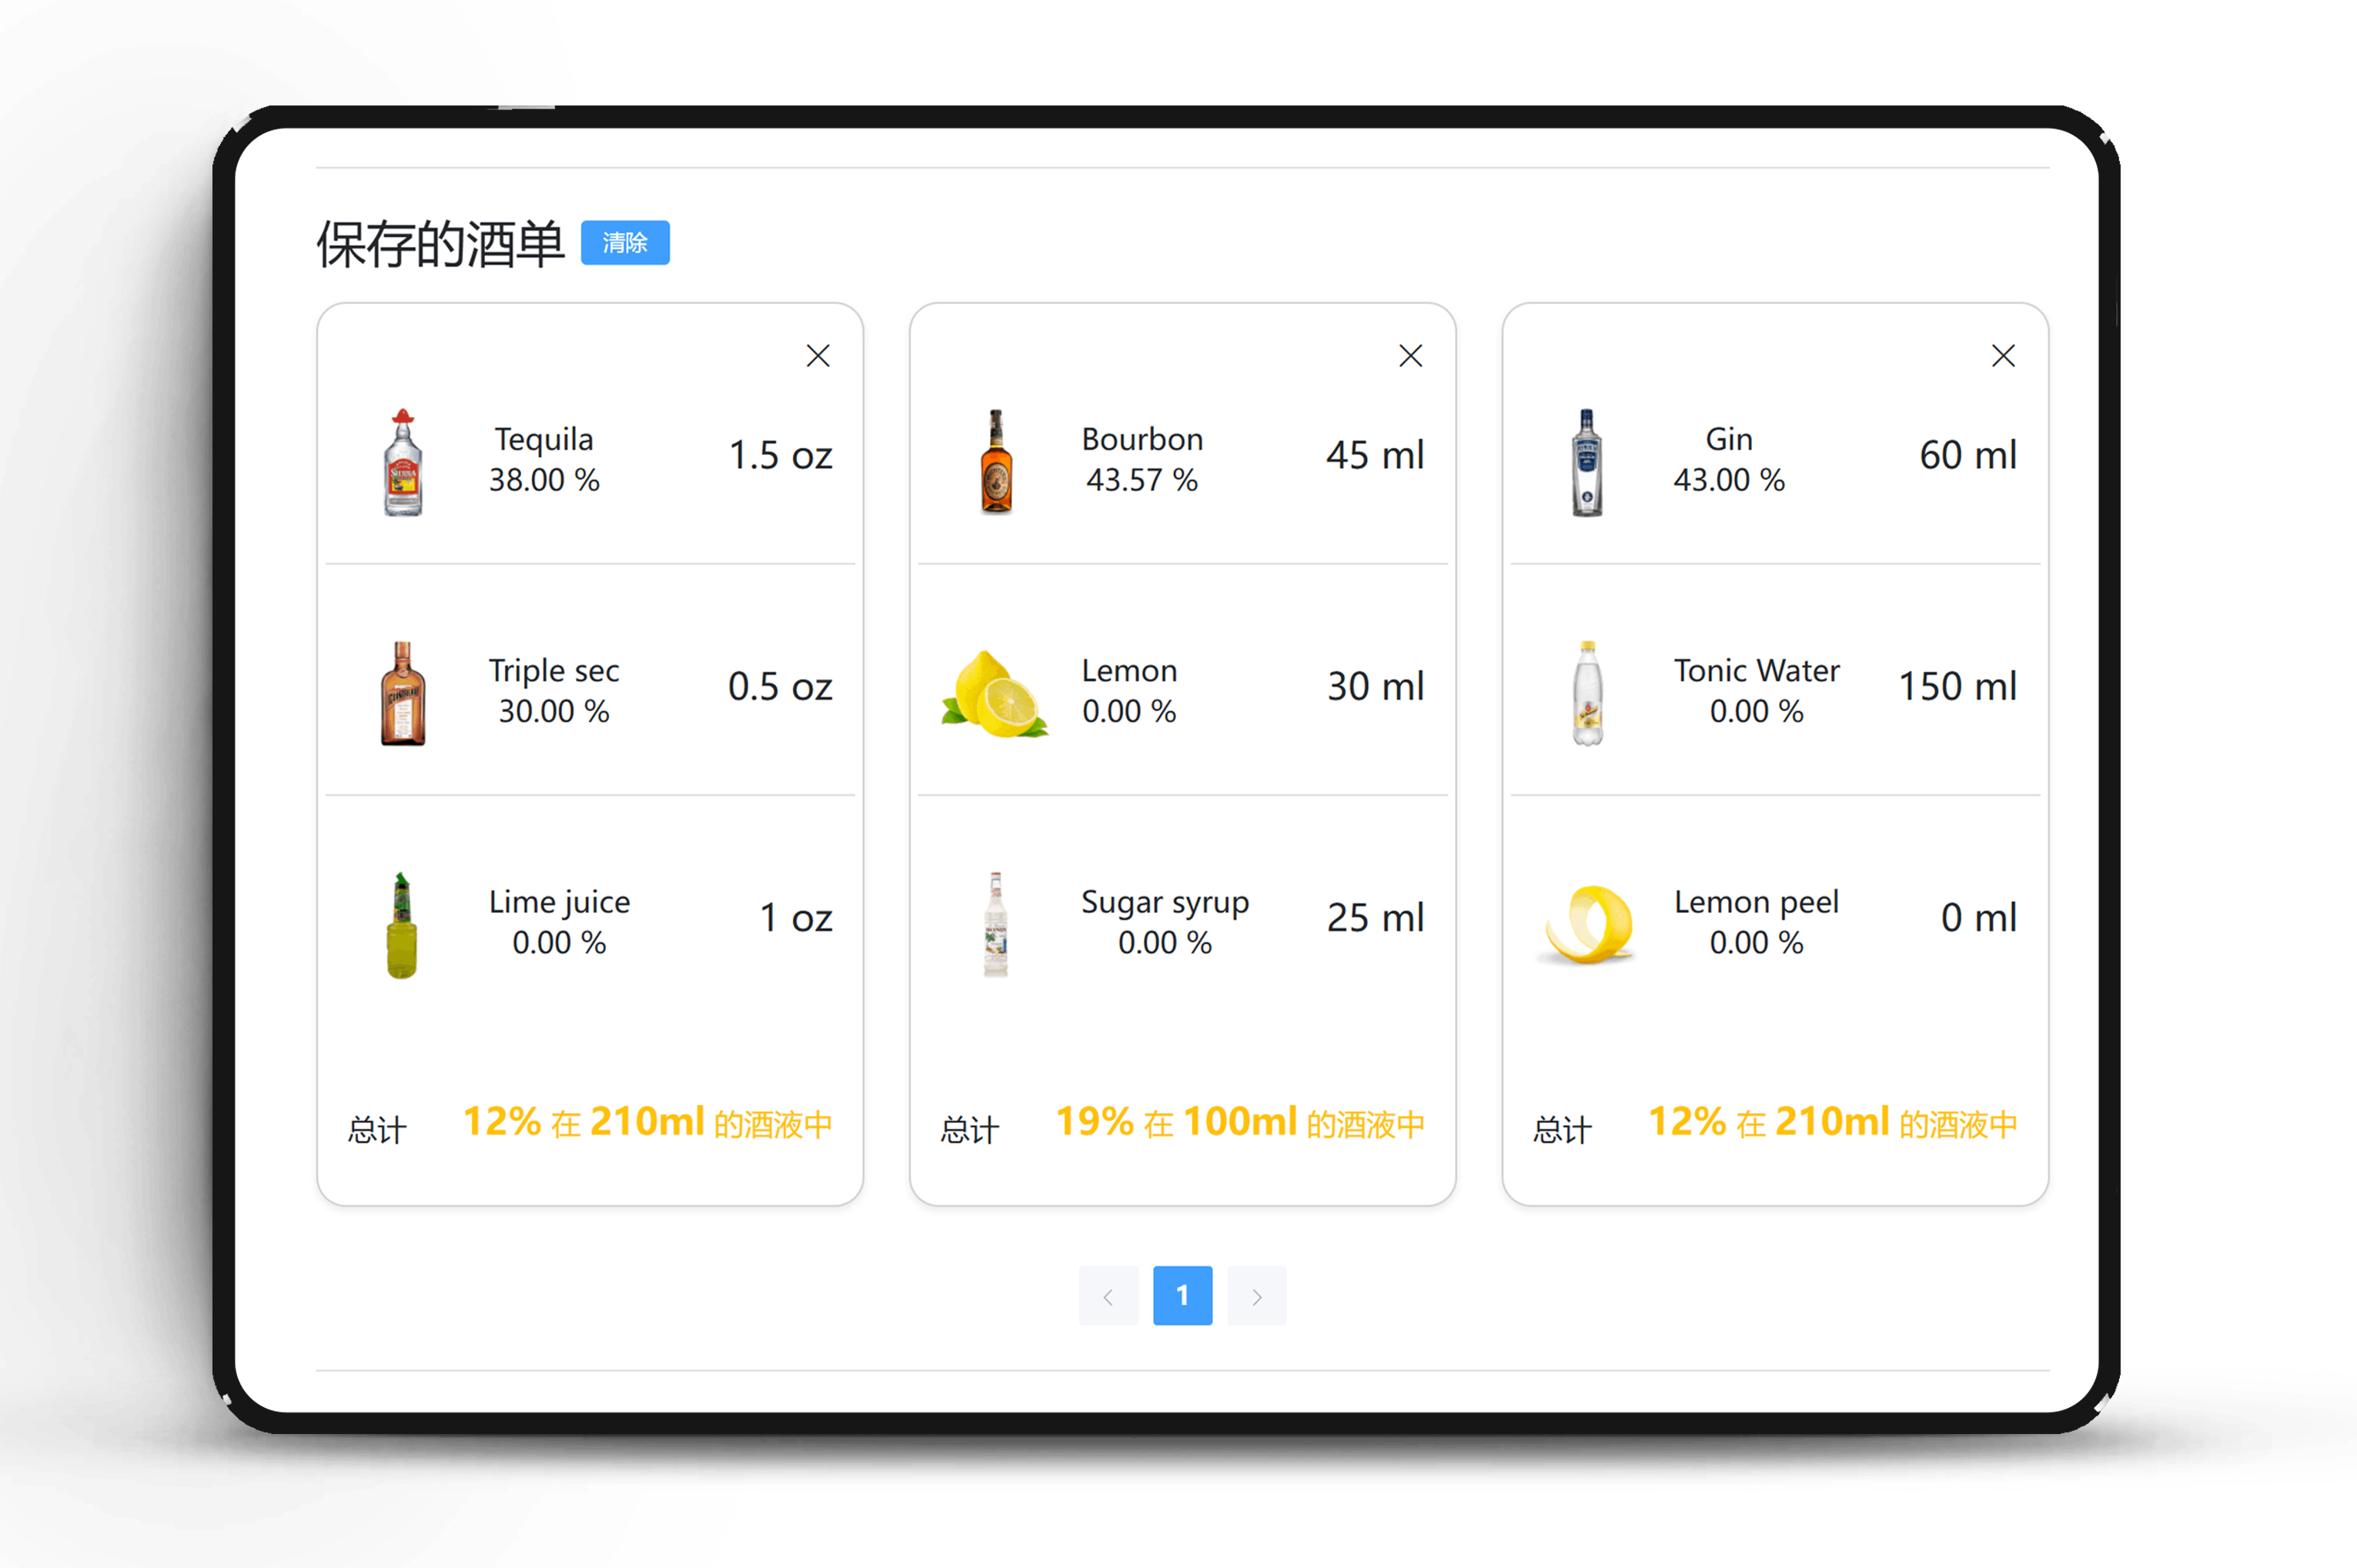 保存的酒单 清除
Tequila
38.00 %
1.5 oz
Triple sec
30.00 %
0.5 oz
Lime juice
0.00 %
1 oz
总计 12% 在 210ml 的酒液中
Bourbon
43.57 %
45 ml
Lemon
0.00 %
30 ml
Sugar syrup
0.00 %
25 ml
总计 19% 在 100ml 的酒液中
Gin
43.00 %
60 ml
Tonic Water
0.00 %
150 ml
Lemon peel
0.00 %
0 ml
总计 12% 在 210ml 的酒液中
1